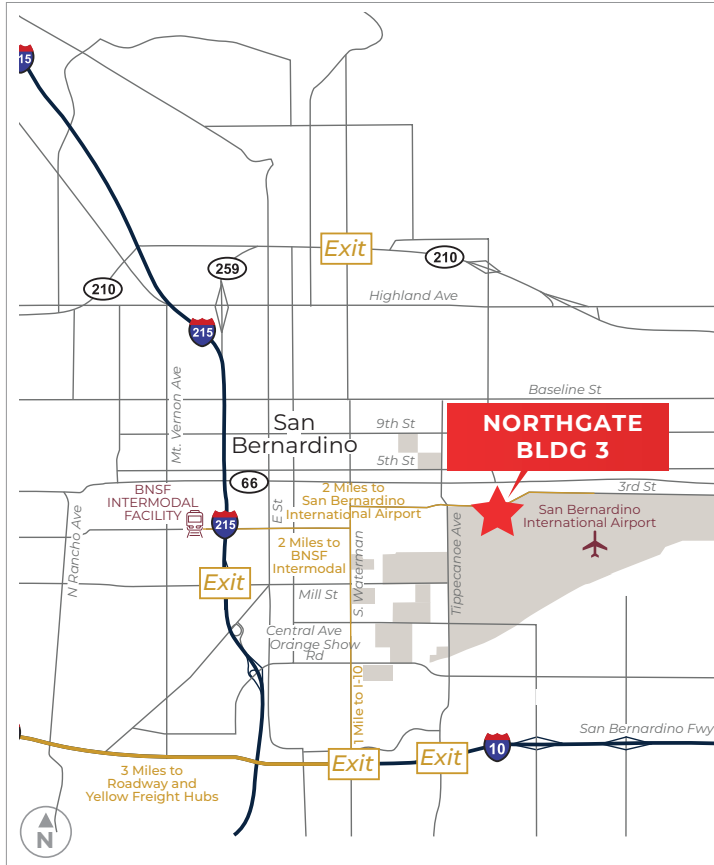 15
Exit
259
210
210
Highland Ave
215
Mt. Vernon Ave
Baseline St
NORTHGATE
BLDG 3
San
Bernardino
9th St
5th St
66
3rd St
BNSF
INTERMODAL
FACILITY
2 Miles to
San Bernardino
International Airport
E St
215
San Bernardino
International Airport
N Rancho Ave
2 Miles to
BNSF
Intermodal
S. Waterman
Tippecanoe Ave
Exit
Mill St
Central Ave
Orange Show
Rd
1 Mile to I-10
San Bernardino Fwy
10
Exit
Exit
3 Miles to
Roadway and
Yellow Freight Hubs
N